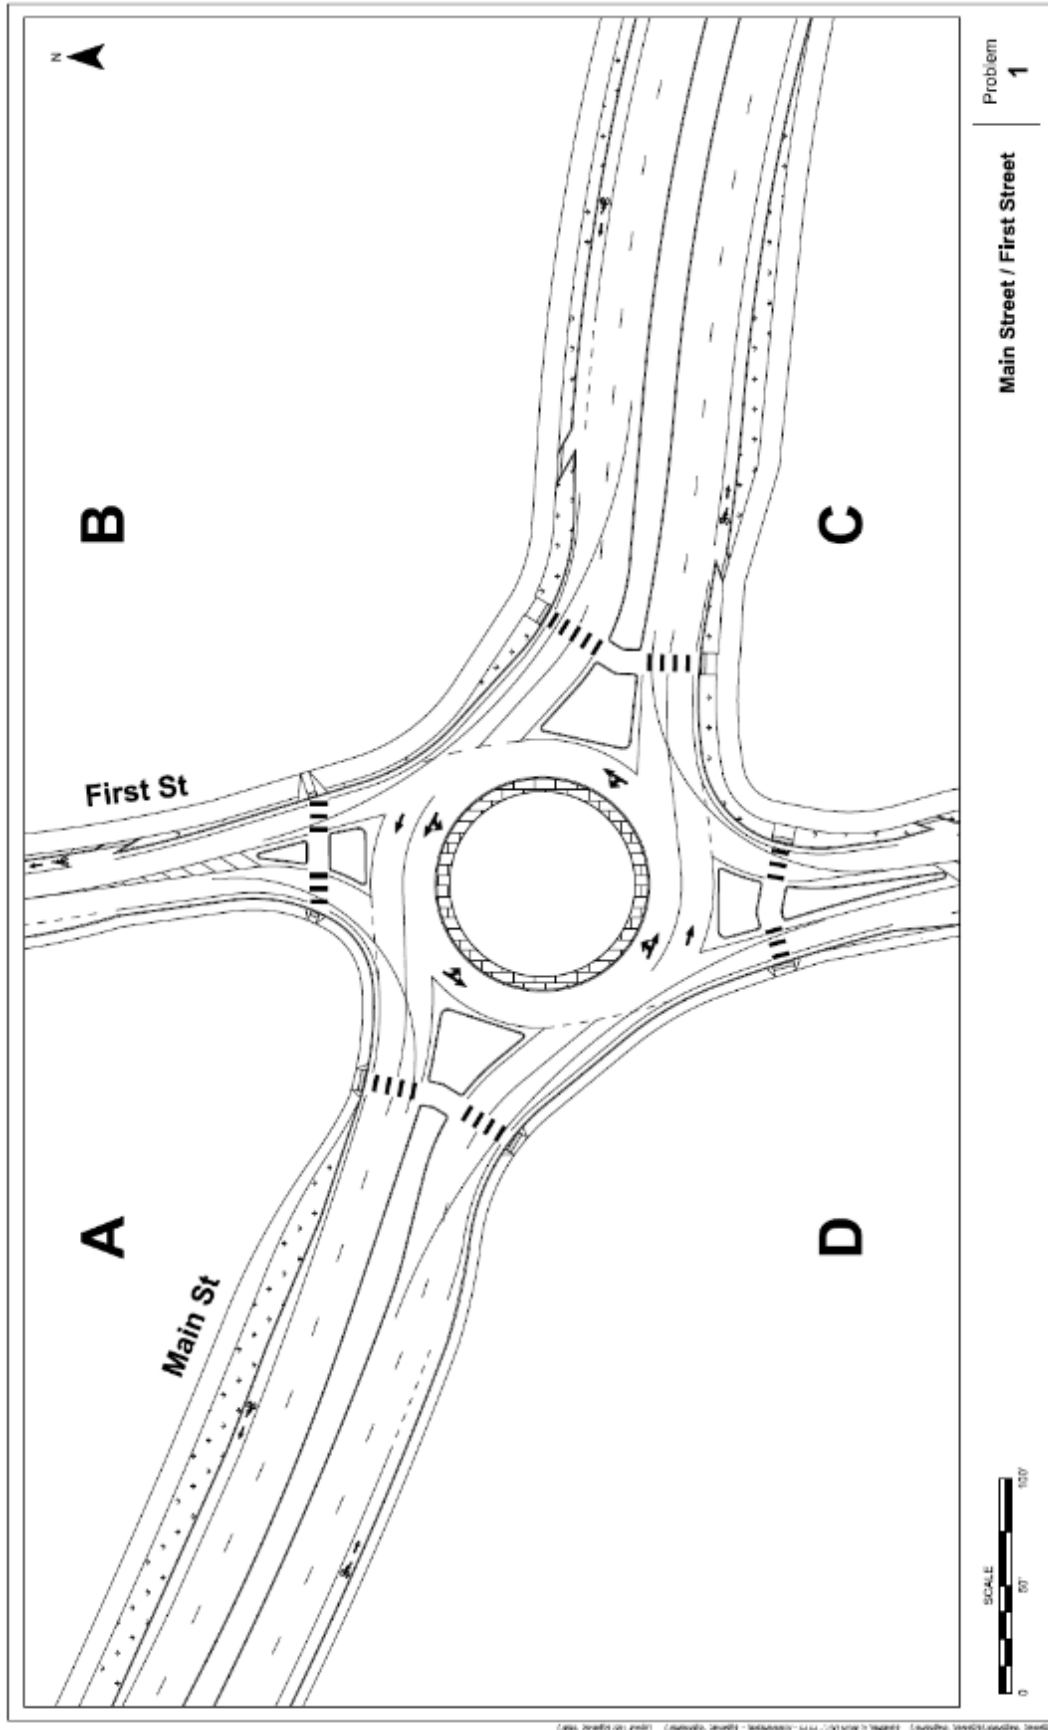 N
Problem
1
Main Street / First Street
B
First St
C
A
Main St
D
SCALE
0
50'
100'